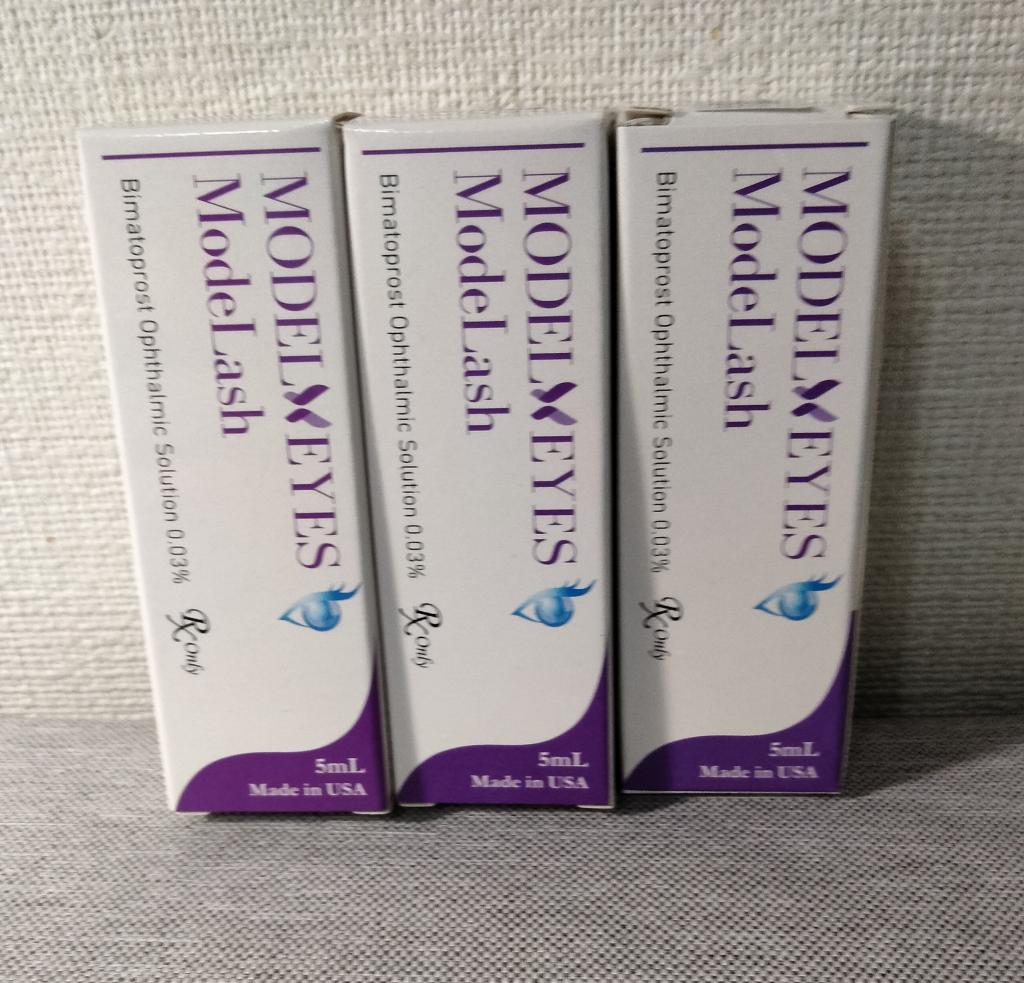 MODEL EYES
ModeLash
Bimatoprost Ophthalmic Solution 0.03%
Rx Only
5mL
Made in USA
MODEL EYES
ModeLash
Bimatoprost Ophthalmic Solution 0.03%
Rx Only
5mL
Made in USA
MODEL EYES
ModeLash
Bimatoprost Ophthalmic Solution 0.03%
Rx Only
5mL
Made in USA